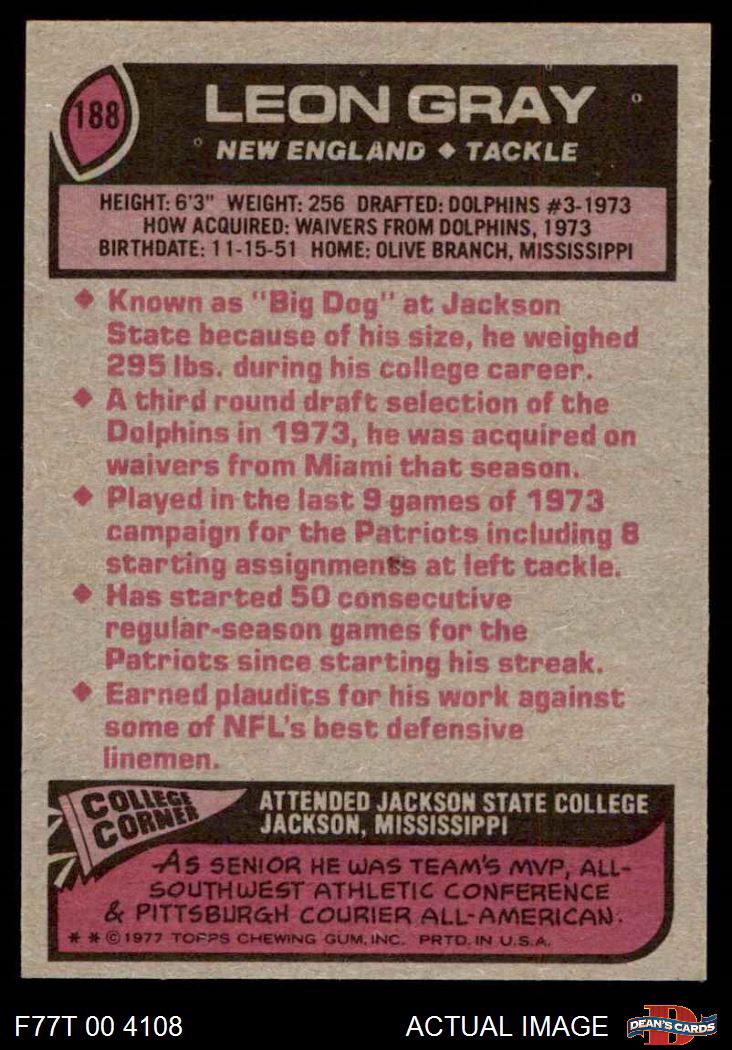 188
LEON GRAY
NEW ENGLAND ◆ TACKLE
HEIGHT: 6'3" WEIGHT: 256 DRAFTED: DOLPHINS #3-1973
HOW ACQUIRED: WAIVERS FROM DOLPHINS, 1973
BIRTHDATE: 11-15-51 HOME: OLIVE BRANCH, MISSISSIPPI
◆ Known as "Big Dog" at Jackson
State because of his size, he weighed
295 lbs. during his college career.
◆ A third round draft selection of the
Dolphins in 1973, he was acquired on
waivers from Miami that season.
◆ Played in the last 9 games of 1973
campaign for the Patriots including 8
starting assignments at left tackle.
◆ Has started 50 consecutive
regular-season games for the
Patriots since starting his streak.
◆ Earned plaudits for his work against
some of NFL's best defensive
linemen.
COLLEGE
CORNER
ATTENDED JACKSON STATE COLLEGE
JACKSON, MISSISSIPPI
AS SENIOR HE WAS TEAM'S MVP, ALL-
SOUTHWEST ATHLETIC CONFERENCE
& PITTSBURGH COURIER ALL-AMERICAN.
* * © 1977 TOPPS CHEWING GUM, INC. PRTD. IN U.S.A.
F77T 00 4108
ACTUAL IMAGE
D
DEAN'S CARDS